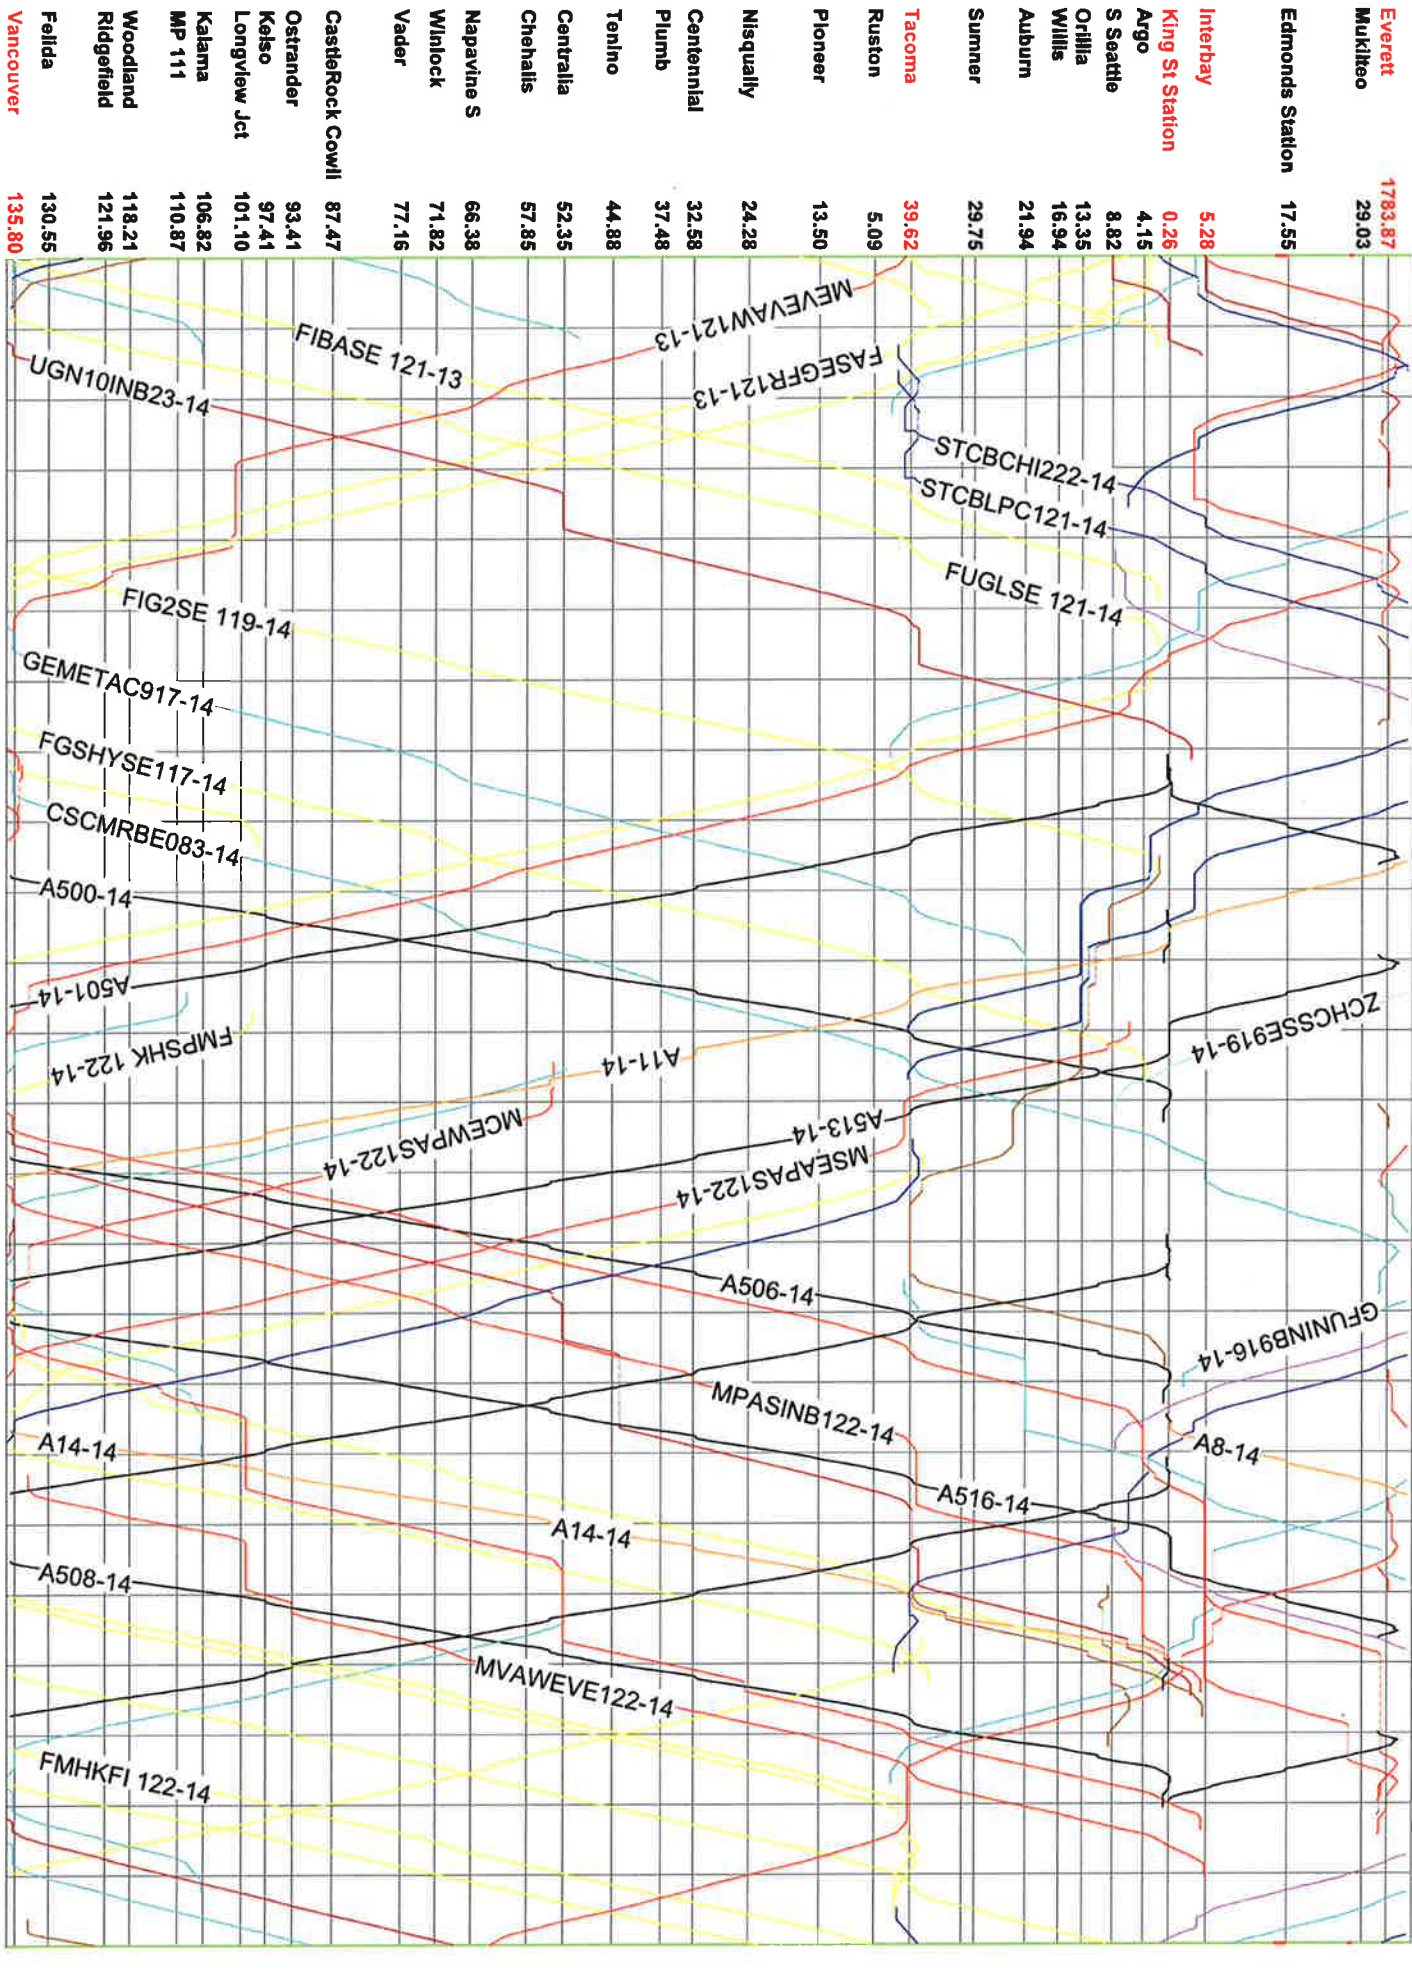 Everett 1783.87
Mukilteo 29.03
Edmonds Station 17.55
Interbay 5.28
King St Station 0.26
Argo 4.15
S Seattle 8.82
Orillia 13.35
Willis 16.94
Auburn 21.94
Sumner 29.75
Tacoma 39.62
Ruston 5.09
Pioneer 13.50
Nisqually 24.28
Centennial 32.58
Plumb 37.48
Tenino 44.88
Centralia 52.35
Chehalis 57.85
Napavine S 66.38
Winlock 71.82
Vader 77.16
CastleRock Cowli 87.47
Ostrander 93.41
Kelso 97.41
Longview Jct 101.10
Kalama 106.82
MP 111 110.87
Woodland 118.21
Ridgefield 121.96
Felida 130.55
Vancouver 135.80
MEVEVAW121-13
FIBASE 121-13
FASEGFR121-13
UGN10INB23-14
STCBCHI222-14
STCBLPC121-14
FUGLSE 121-14
FIG2SE 119-14
GEMETAC917-14
FGSHYSE117-14
CSCMRBE083-14
A500-14
A501-14
ZCHCSSE919-14
FMPSHK 122-14
A11-14
MCEWPAS122-14
A513-14
MSEAPAS122-14
A506-14
GFUNINB916-14
MPASINB122-14
A14-14
A8-14
A516-14
A14-14
A508-14
MVAWEVE122-14
FMHKFI 122-14